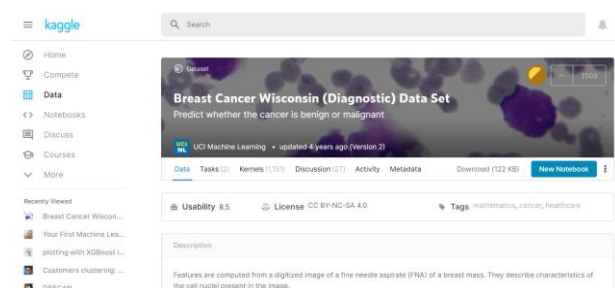 kaggle
Search
Home
Compete
Data
Notebooks
Discuss
Courses
More
Recently Viewed
Breast Cancer Wiscon...
Your First Machine Lea...
plotting with XGBoost i...
Customers clustering: ...
DBSCAN
Dataset
1508
Breast Cancer Wisconsin (Diagnostic) Data Set
Predict whether the cancer is benign or malignant
UCI ML
UCI Machine Learning • updated 4 years ago (Version 2)
Data Tasks (2) Kernels (1,151) Discussion (27) Activity Metadata Download (122 KB) New Notebook
Usability 8.5 License CC BY-NC-SA 4.0 Tags mathematics, cancer, healthcare
Description
Features are computed from a digitized image of a fine needle aspirate (FNA) of a breast mass. They describe characteristics of
the cell nuclei present in the image.